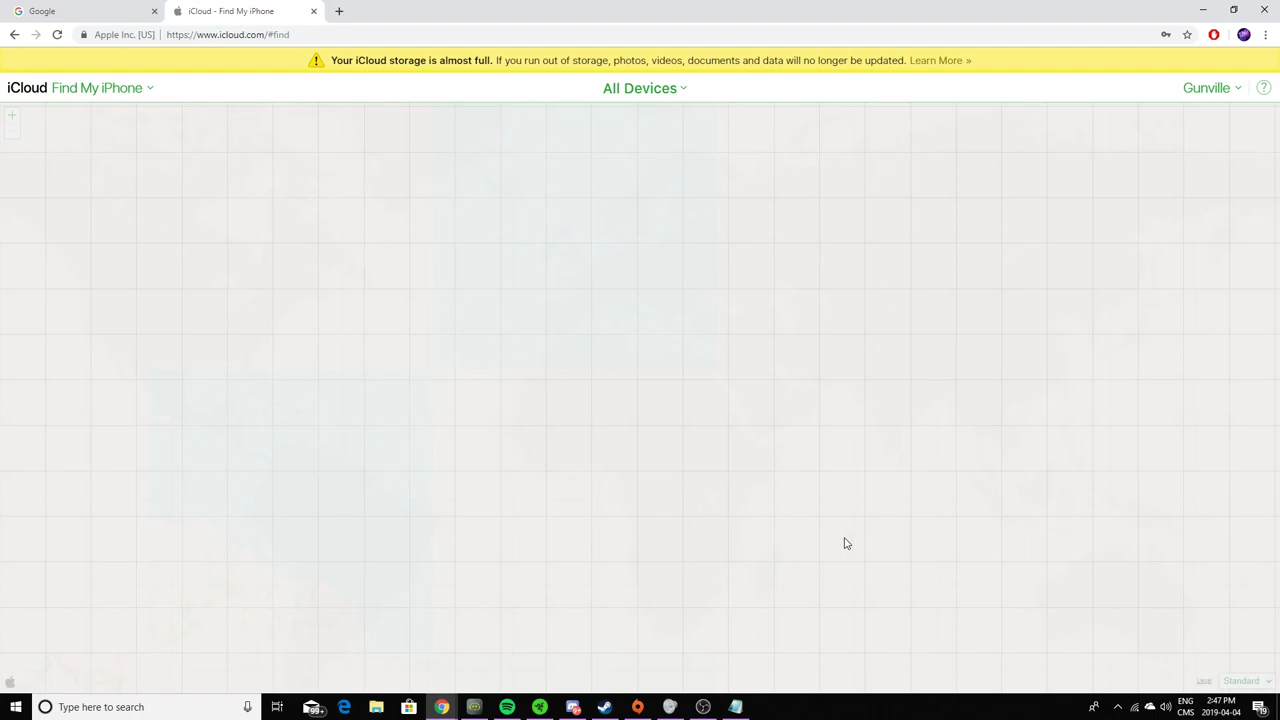 Google
iCloud - Find My iPhone
Apple Inc. [US]
https://www.icloud.com/#find
Your iCloud storage is almost full. If you run out of storage, photos, videos, documents and data will no longer be updated. Learn More »
iCloud Find My iPhone
All Devices
Gunville
?
Legal
Standard
Type here to search
99+
ENG
CMS
2:47 PM
2019-04-04
19